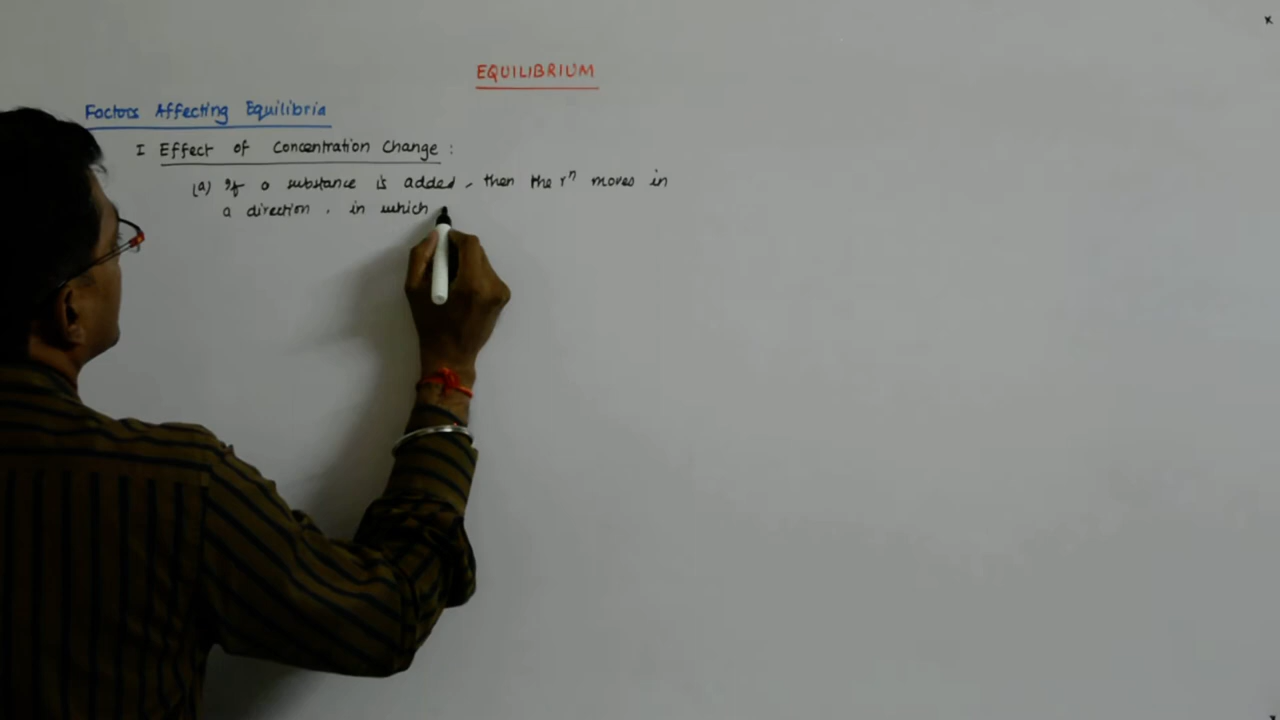 EQUILIBRIUM
Factors Affecting Equilibria
I Effect of Concentration Change :
(a) If a substance is added, then the rⁿ moves in
a direction, in which